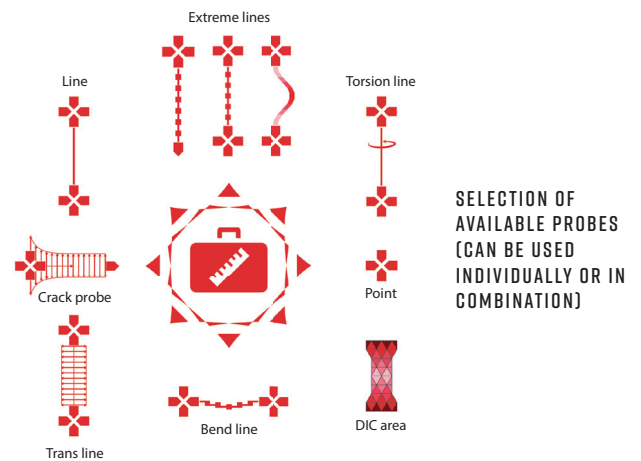 Extreme lines
Line
Torsion line
SELECTION OF
AVAILABLE PROBES
(CAN BE USED
INDIVIDUALLY OR IN
COMBINATION)
Crack probe
Point
Trans line
Bend line
DIC area